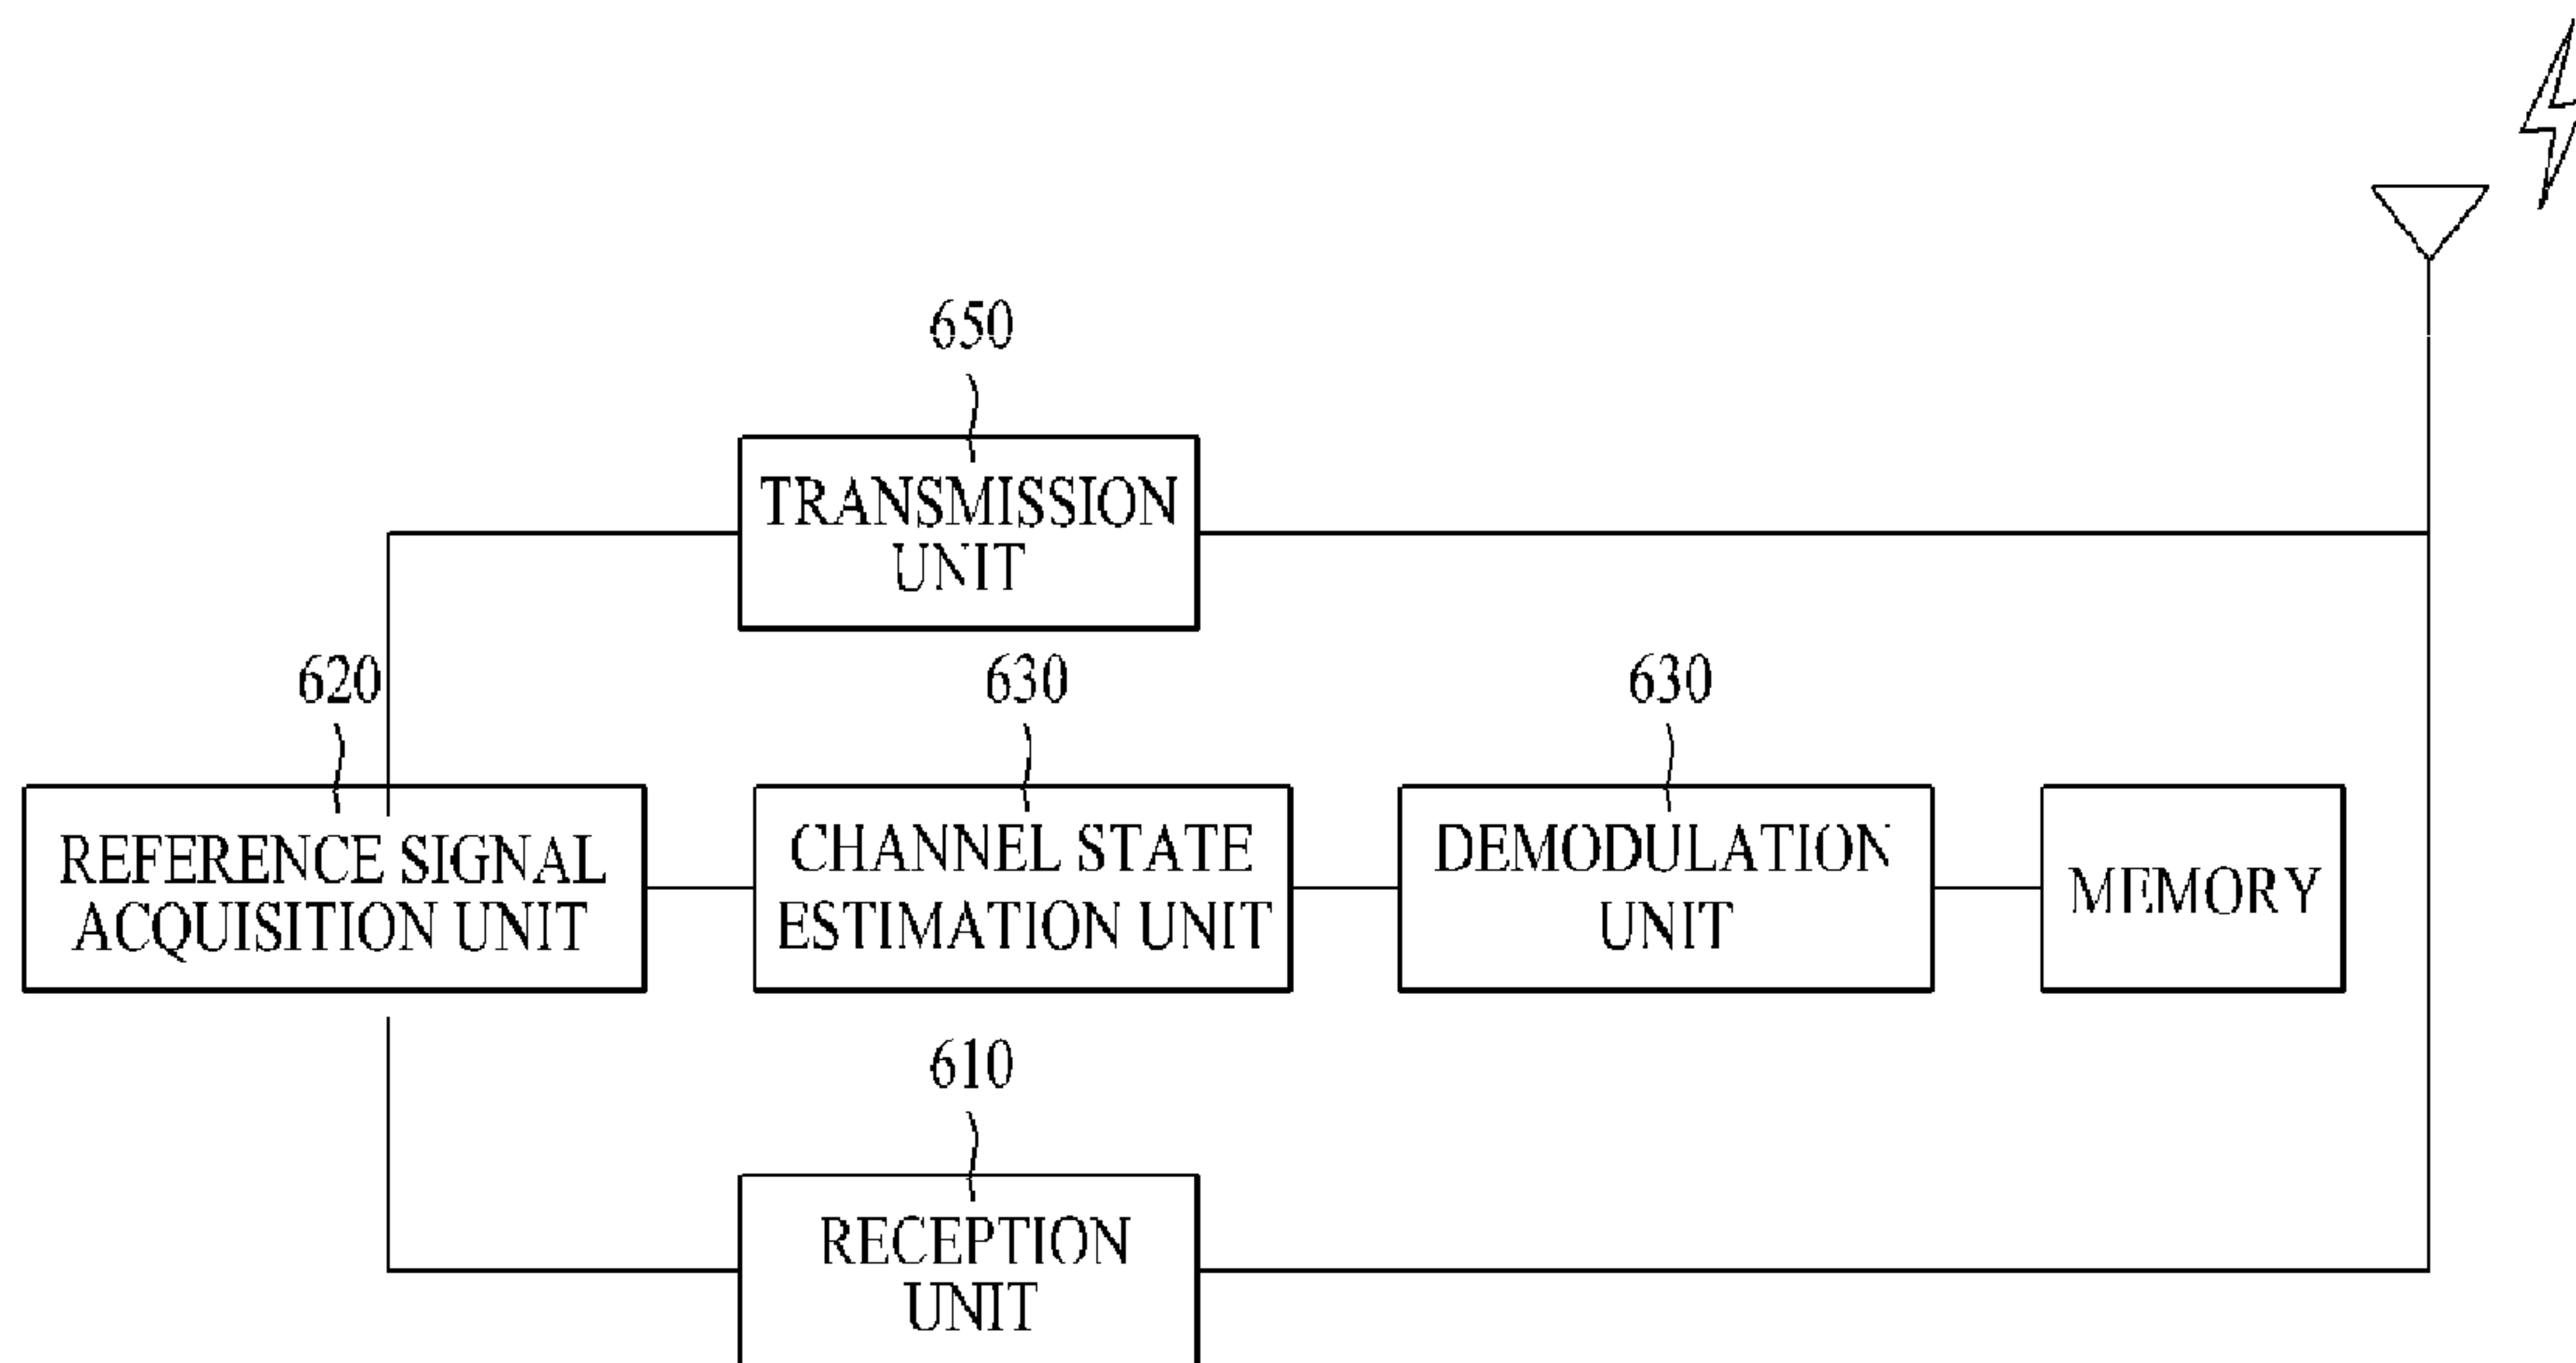 650
TRANSMISSION
UNIT
620
630
630
REFERENCE SIGNAL
ACQUISITION UNIT
CHANNEL STATE
ESTIMATION UNIT
DEMODULATION
UNIT
MEMORY
610
RECEPTION
UNIT